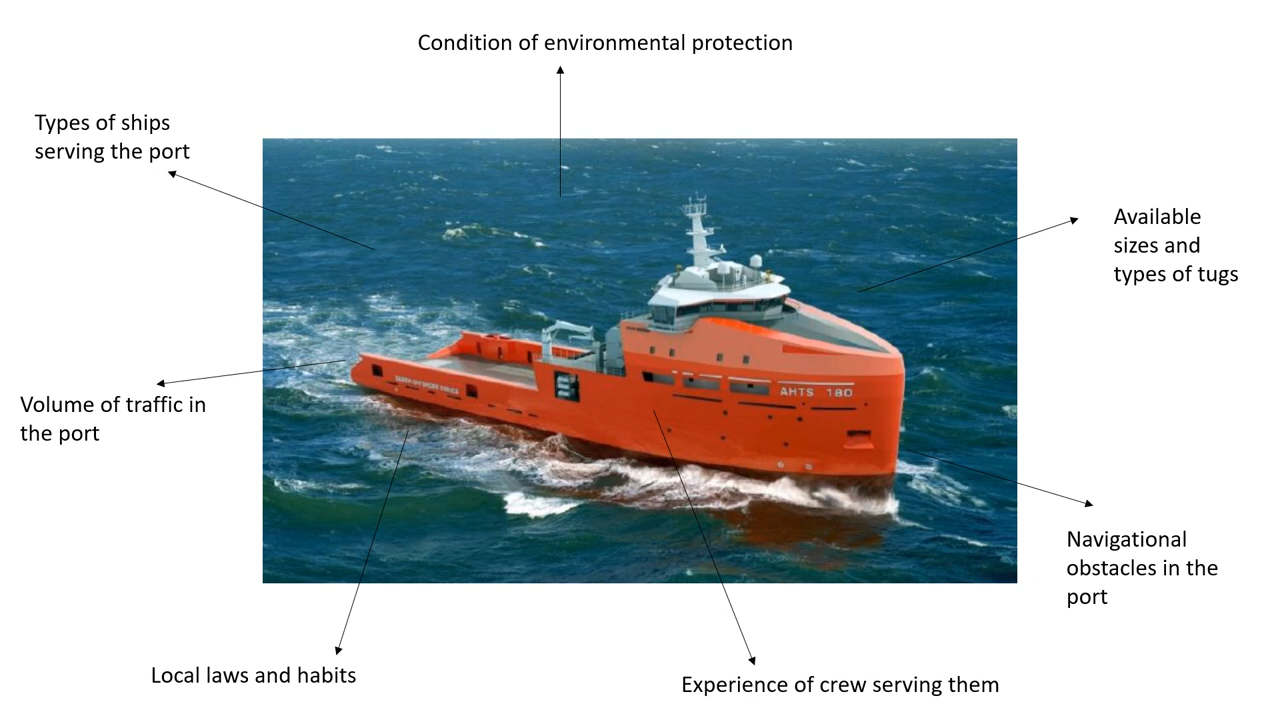 Condition of environmental protection
Types of ships
serving the port
Available
sizes and
types of tugs
AHTS 180
Volume of traffic in
the port
Navigational
obstacles in the
port
Local laws and habits
Experience of crew serving them